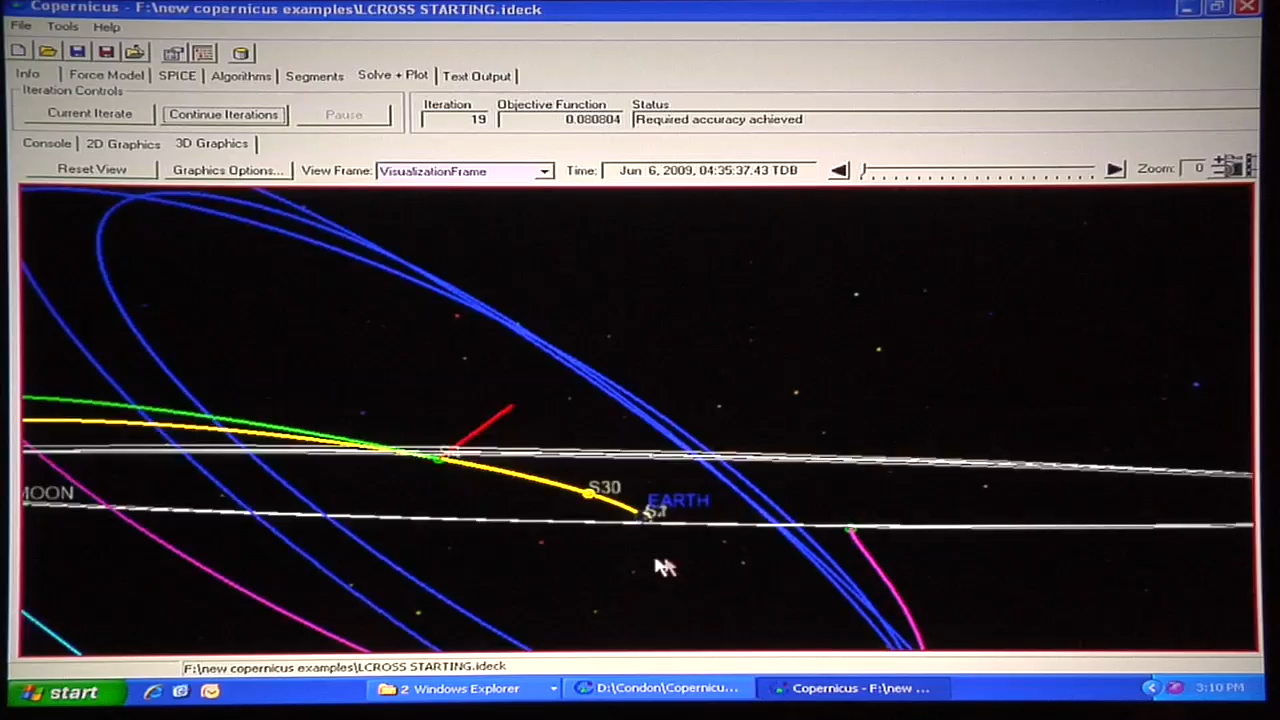 Copernicus - F:\new copernicus examples\LCROSS STARTING.ideck
File Tools Help
Info Force Model SPICE Algorithms Segments Solve + Plot Text Output
Iteration Controls
Current Iterate Continue Iterations Pause
Iteration Objective Function Status
19 0.080804 Required accuracy achieved
Console 2D Graphics 3D Graphics
Reset View Graphics Options... View Frame: VisualizationFrame Time: Jun 6, 2009, 04:35:37.43 TDB Zoom: 0
S30
MOON
EARTH
F:\new copernicus examples\LCROSS STARTING.ideck
start 2 Windows Explorer D:\Condon\Copernicu... Copernicus - F:\new ... 3:10 PM